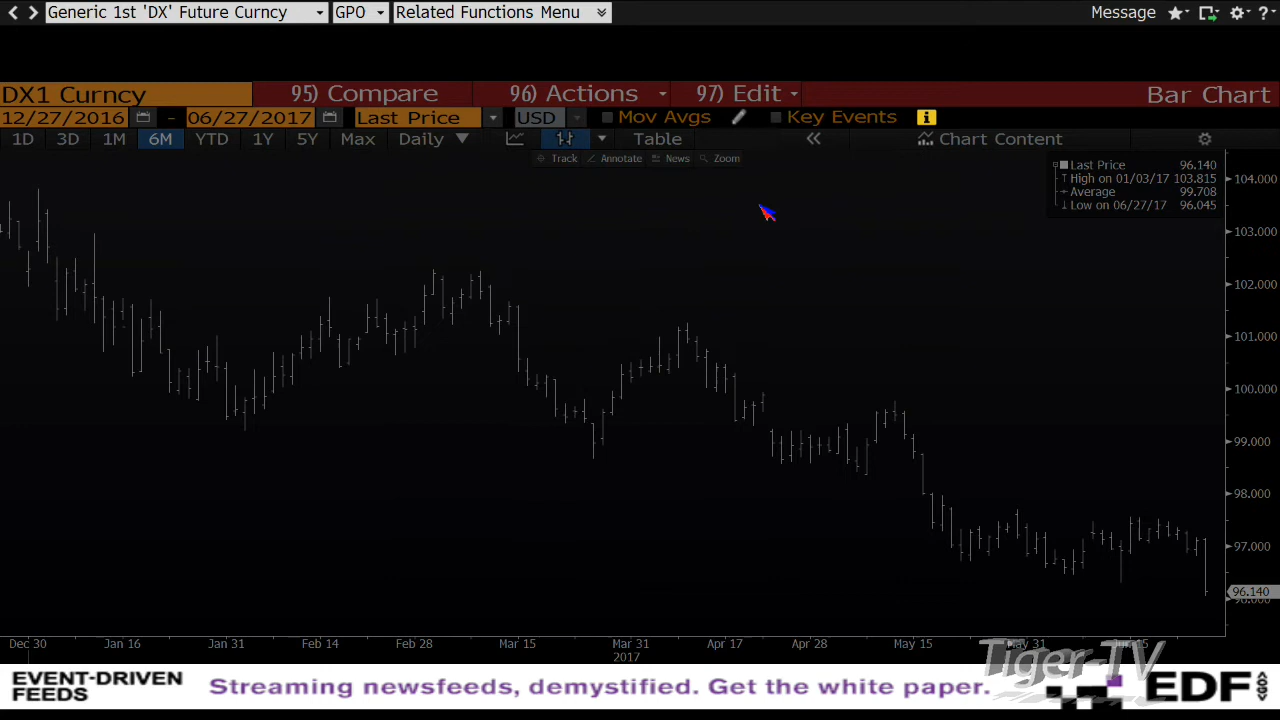 Generic 1st 'DX' Future Curncy GPO Related Functions Menu Message ?
DX1 Curncy 95) Compare 96) Actions 97) Edit Bar Chart
12/27/2016 - 06/27/2017 Last Price USD Mov Avgs Key Events i
1D 3D 1M 6M YTD 1Y 5Y Max Daily Table Chart Content
Track Annotate News Zoom
Last Price 96.140
High on 01/03/17 103.815
Average 99.708
Low on 06/27/17 96.045
104.000
103.000
102.000
101.000
100.000
99.000
98.000
97.000
96.140
Dec 30 Jan 16 Jan 31 Feb 14 Feb 28 Mar 15 Mar 31 Apr 17 Apr 28 May 15 May 31 Jun 15
2017
Tiger-TV
EVENT-DRIVEN
FEEDS
Streaming newsfeeds, demystified. Get the white paper.
EDF